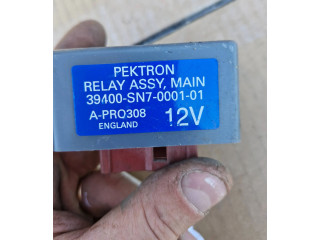 PEKTRON
RELAY ASSY, MAIN
39400-SN7-0001-01
A-PRO308 12V
ENGLAND